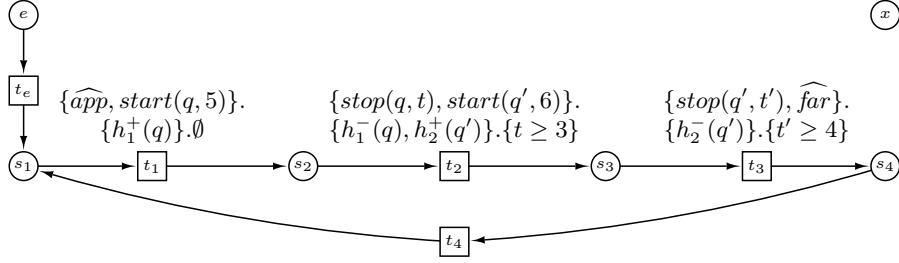 e
x
t_e
{\widehat{app}, start(q, 5)}.
{h_1^+(q)}.∅
{stop(q, t), start(q′, 6)}.
{h_1^−(q), h_2^+(q′)}.{t ≥ 3}
{stop(q′, t′), \widehat{far}}.
{h_2^−(q′)}.{t′ ≥ 4}
s_1
t_1
s_2
t_2
s_3
t_3
s_4
t_4